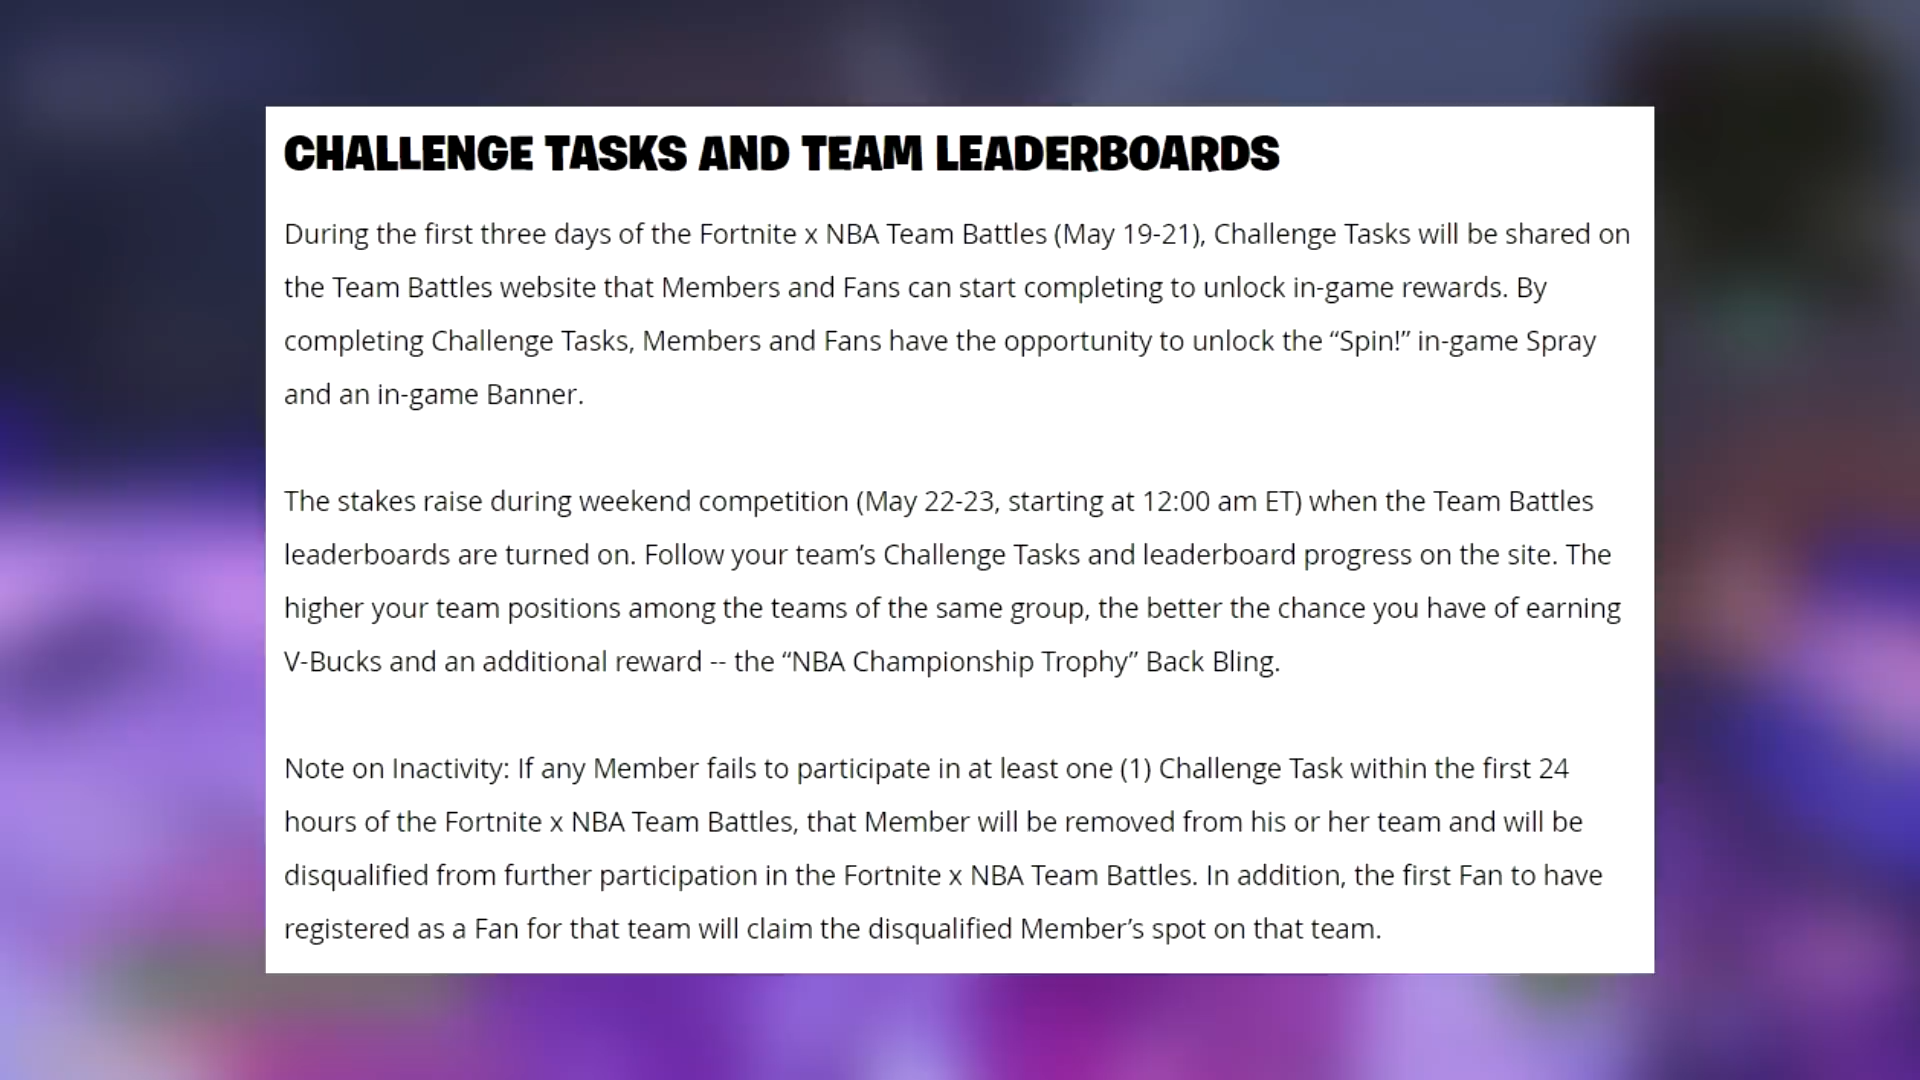 CHALLENGE TASKS AND TEAM LEADERBOARDS
During the first three days of the Fortnite x NBA Team Battles (May 19-21), Challenge Tasks will be shared on
the Team Battles website that Members and Fans can start completing to unlock in-game rewards. By
completing Challenge Tasks, Members and Fans have the opportunity to unlock the “Spin!” in-game Spray
and an in-game Banner.
The stakes raise during weekend competition (May 22-23, starting at 12:00 am ET) when the Team Battles
leaderboards are turned on. Follow your team’s Challenge Tasks and leaderboard progress on the site. The
higher your team positions among the teams of the same group, the better the chance you have of earning
V-Bucks and an additional reward -- the “NBA Championship Trophy” Back Bling.
Note on Inactivity: If any Member fails to participate in at least one (1) Challenge Task within the first 24
hours of the Fortnite x NBA Team Battles, that Member will be removed from his or her team and will be
disqualified from further participation in the Fortnite x NBA Team Battles. In addition, the first Fan to have
registered as a Fan for that team will claim the disqualified Member’s spot on that team.